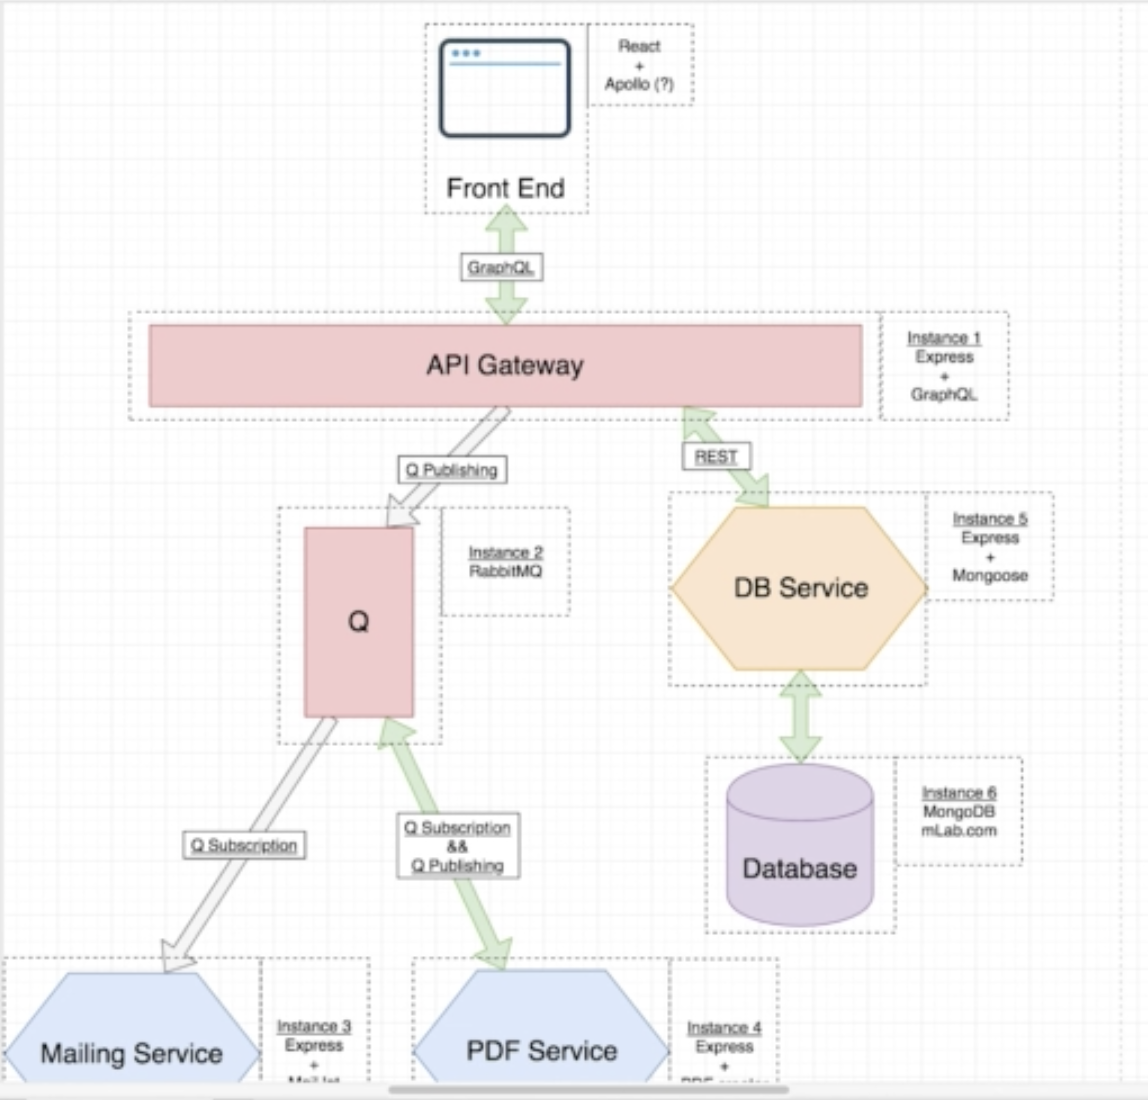 React
+
Apollo (?)
Front End
GraphQL
API Gateway
Instance 1
Express
+
GraphQL
Q Publishing
REST
Q
Instance 2
RabbitMQ
DB Service
Instance 5
Express
+
Mongoose
Q Subscription
Q Subscription
&&
Q Publishing
Database
Instance 6
MongoDB
mLab.com
Mailing Service
Instance 3
Express
+
PDF Service
Instance 4
Express
+
PDF